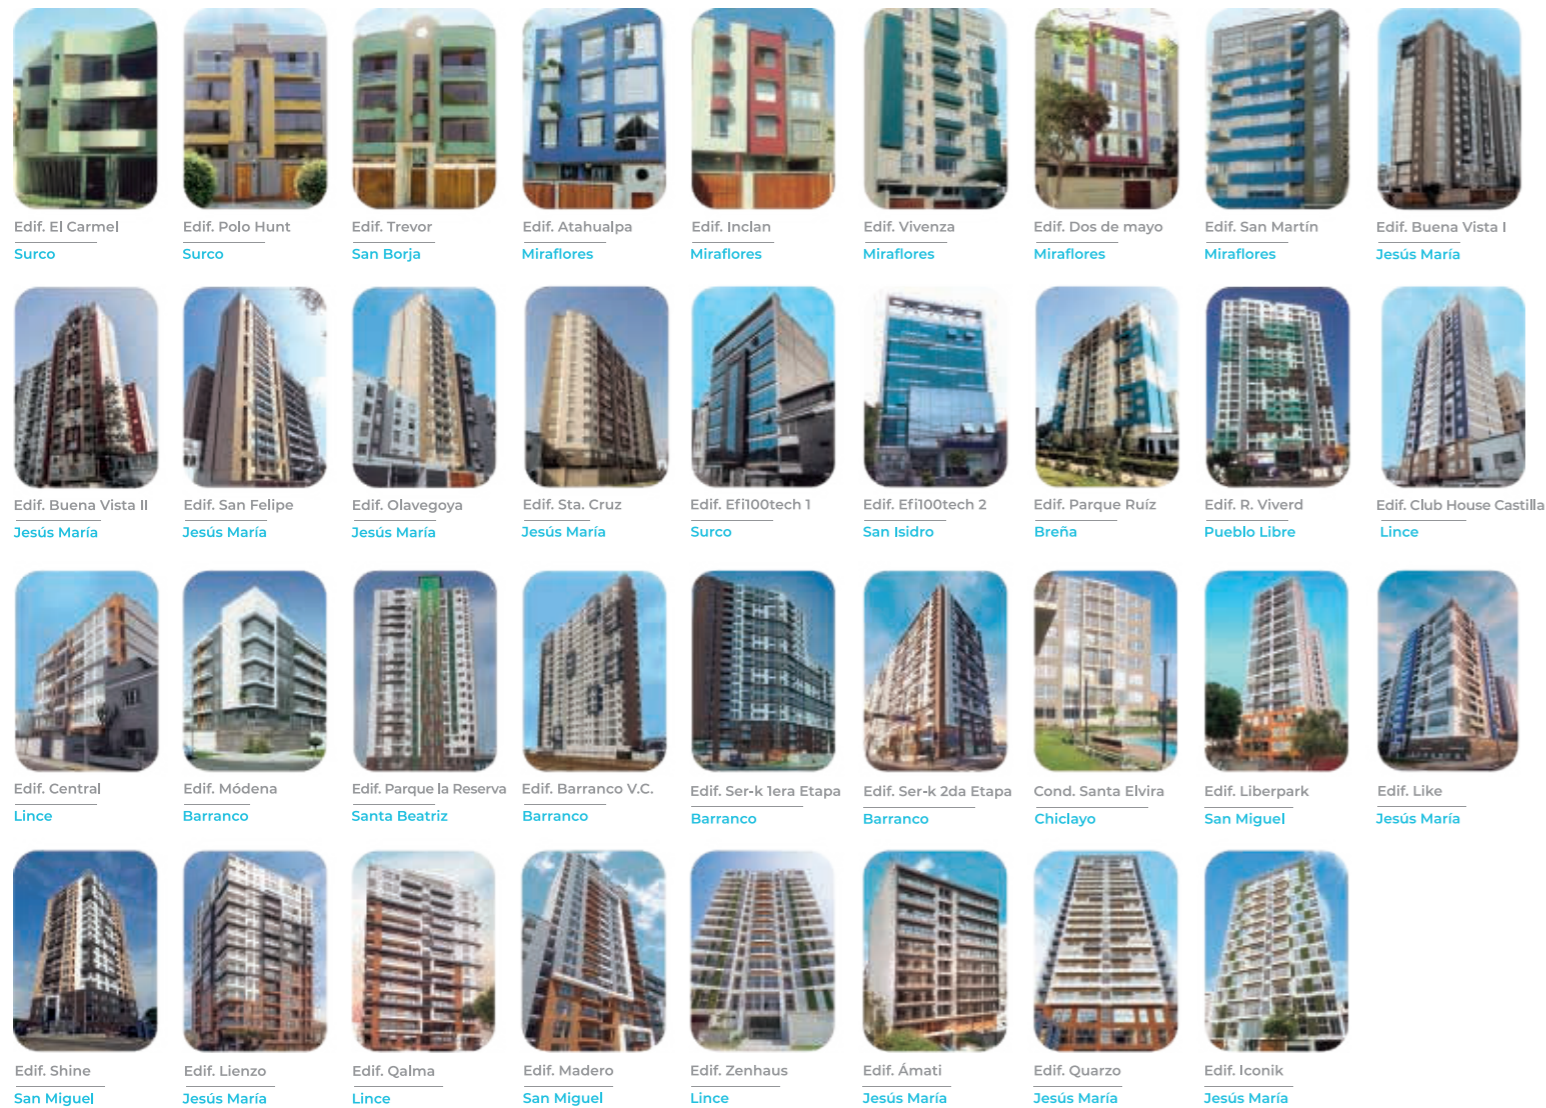 Edif. El Carmel
Surco
Edif. Polo Hunt
Surco
Edif. Trevor
San Borja
Edif. Atahualpa
Miraflores
Edif. Inclan
Miraflores
Edif. Vivenza
Miraflores
Edif. Dos de mayo
Miraflores
Edif. San Martín
Miraflores
Edif. Buena Vista I
Jesús María
Edif. Buena Vista II
Jesús María
Edif. San Felipe
Jesús María
Edif. Olavegoya
Jesús María
Edif. Sta. Cruz
Jesús María
Edif. Efi100tech 1
Surco
Edif. Efi100tech 2
San Isidro
Edif. Parque Ruíz
Breña
Edif. R. Viverd
Pueblo Libre
Edif. Club House Castilla
Lince
Edif. Central
Lince
Edif. Módena
Barranco
Edif. Parque la Reserva
Santa Beatriz
Edif. Barranco V.C.
Barranco
Edif. Ser-k 1era Etapa
Barranco
Edif. Ser-k 2da Etapa
Barranco
Cond. Santa Elvira
Chiclayo
Edif. Liberpark
San Miguel
Edif. Like
Jesús María
Edif. Shine
San Miguel
Edif. Lienzo
Jesús María
Edif. Qalma
Lince
Edif. Madero
San Miguel
Edif. Zenhaus
Lince
Edif. Ámati
Jesús María
Edif. Quarzo
Jesús María
Edif. Iconik
Jesús María